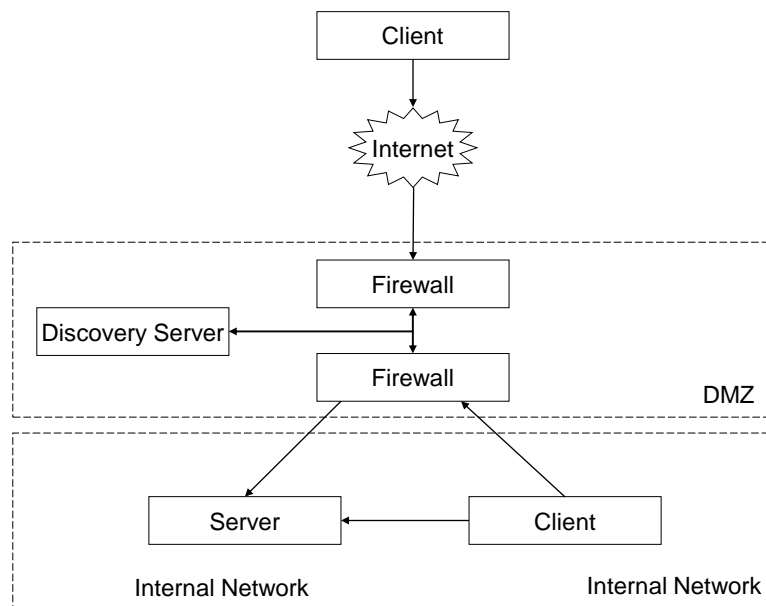 Client
Internet
Firewall
Discovery Server
Firewall
DMZ
Server
Client
Internal Network
Internal Network